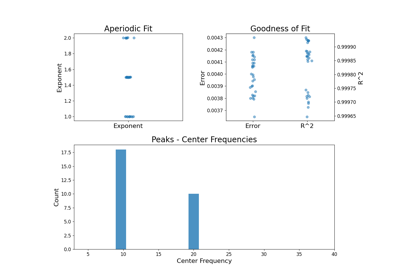 Aperiodic Fit
Exponent
2.0
1.8
1.6
1.4
1.2
1.0
Exponent
Goodness of Fit
Error
0.0043
0.0042
0.0041
0.0040
0.0039
0.0038
0.0037
Error
R^2
0.99990
0.99985
0.99980
0.99975
0.99970
0.99965
R^2
Peaks - Center Frequencies
Count
17.5
15.0
12.5
10.0
7.5
5.0
2.5
0.0
5 10 15 20 25 30 35 40
Center Frequency